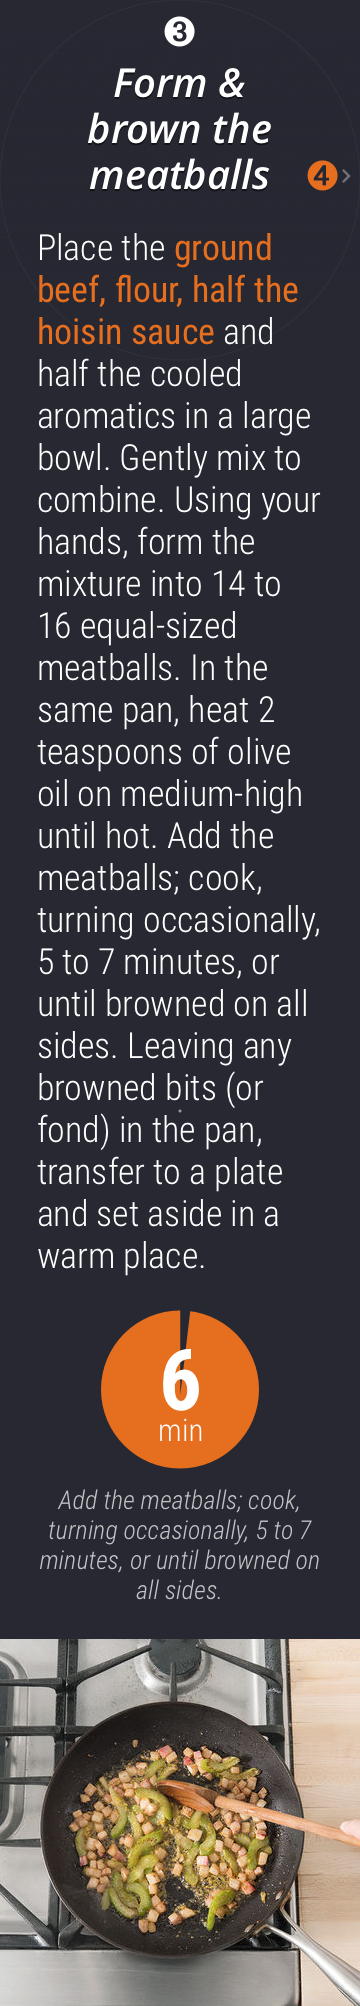 3
Form &
brown the
meatballs
4 >
Place the ground
beef, flour, half the
hoisin sauce and
half the cooled
aromatics in a large
bowl. Gently mix to
combine. Using your
hands, form the
mixture into 14 to
16 equal-sized
meatballs. In the
same pan, heat 2
teaspoons of olive
oil on medium-high
until hot. Add the
meatballs; cook,
turning occasionally,
5 to 7 minutes, or
until browned on all
sides. Leaving any
browned bits (or
fond) in the pan,
transfer to a plate
and set aside in a
warm place.
6
min
Add the meatballs; cook,
turning occasionally, 5 to 7
minutes, or until browned on
all sides.